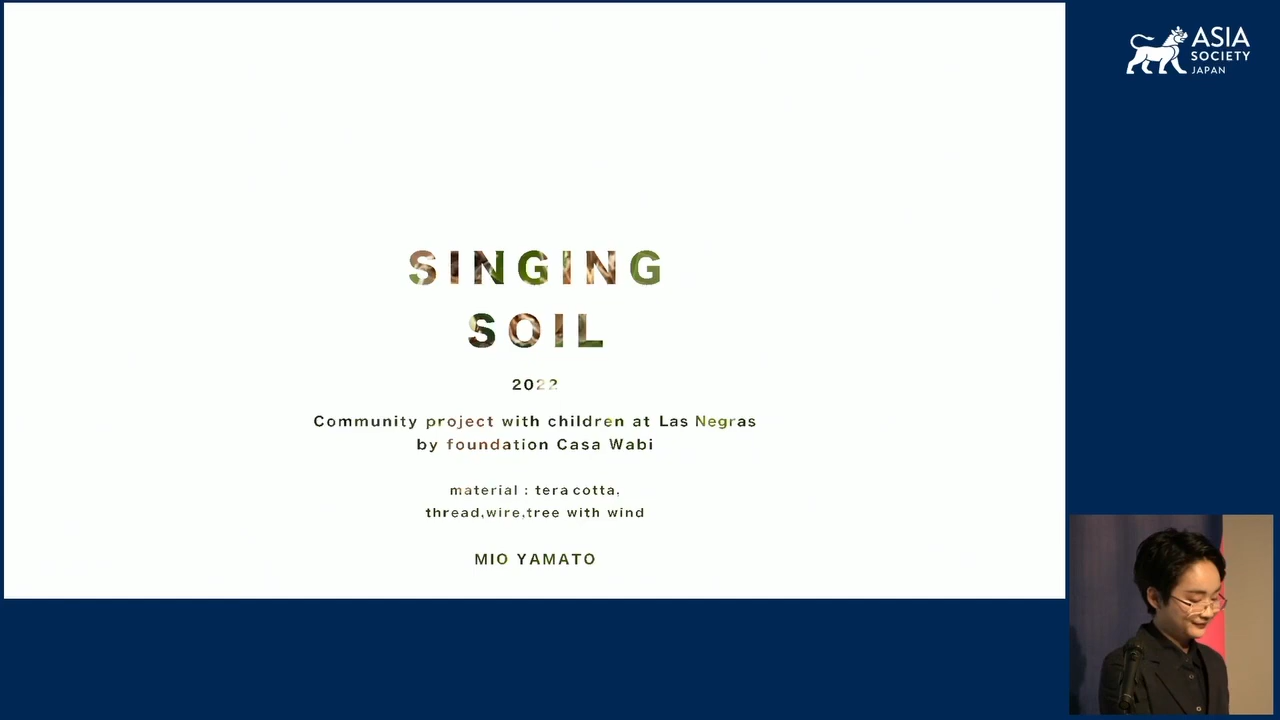 SINGING
SOIL
2022
Community project with children at Las Negras
by foundation Casa Wabi
material : tera cotta,
thread,wire,tree with wind
MIO YAMATO
ASIA
SOCIETY
JAPAN